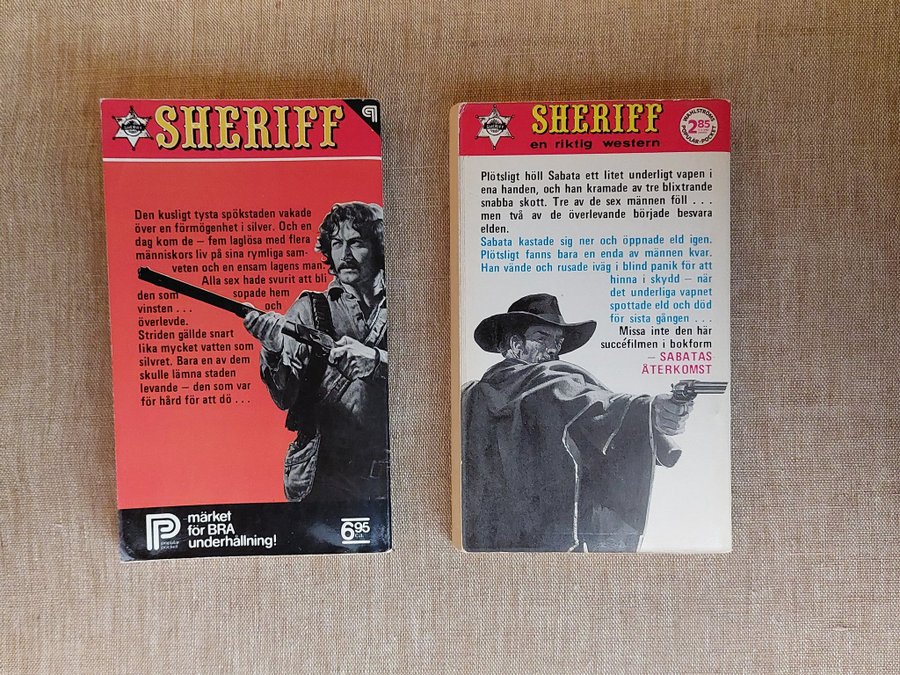 SHERIFF
Den kusligt tysta spökstaden vakade
över en förmögenhet i silver. Och en
dag kom de – fem laglösa med flera
människors liv på sina rymliga sam-
veten och en ensam lagens man.
Alla sex hade svurit att bli
den som sopade hem
vinsten . . . och
överlevde.
Striden gällde snart
lika mycket vatten som
silvret. Bara en av dem
skulle lämna staden
levande – den som var
för hård för att dö . . .
PP
populär
pocket
märket
för BRA
underhållning!
6.95
SHERIFF
en riktig western
WAHLSTRÖMS
2.85
POPULÄR-POCKET
Plötsligt höll Sabata ett litet underligt vapen i
ena handen, och han kramade av tre blixtrande
snabba skott. Tre av de sex männen föll . . .
men två av de överlevande började besvara
elden.
Sabata kastade sig ner och öppnade eld igen.
Plötsligt fanns bara en enda av männen kvar.
Han vände och rusade iväg i blind panik för att
hinna i skydd – när
det underliga vapnet
spottade eld och död
för sista gången . . .
Missa inte den här
succéfilmen i bokform
– SABATAS
ÅTERKOMST